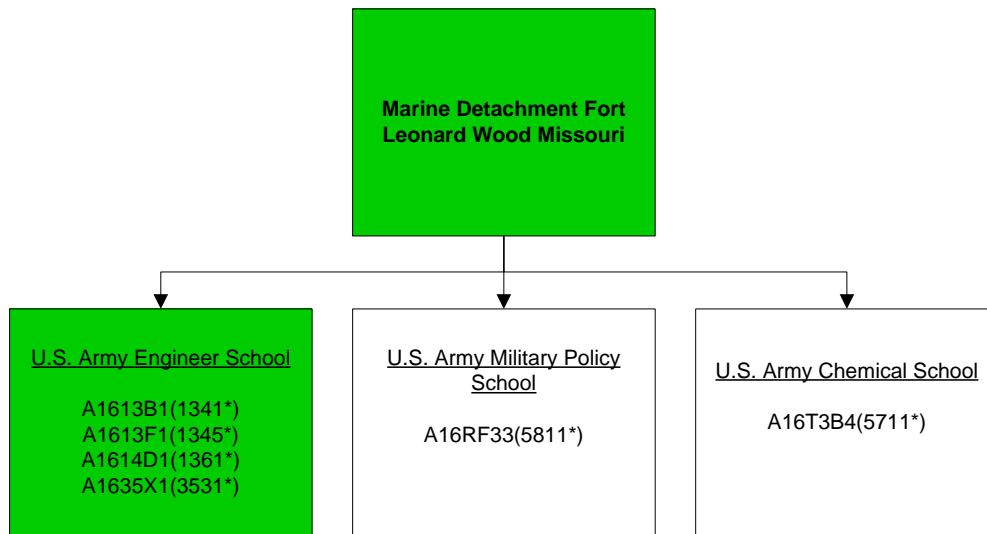 Marine Detachment Fort
Leonard Wood Missouri
U.S. Army Engineer School
A1613B1(1341*)
A1613F1(1345*)
A1614D1(1361*)
A1635X1(3531*)
U.S. Army Military Policy
School
A16RF33(5811*)
U.S. Army Chemical School
A16T3B4(5711*)